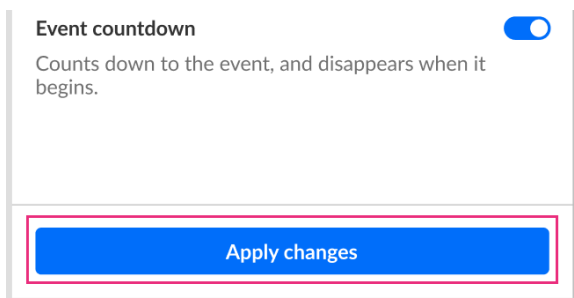 Event countdown
Counts down to the event, and disappears when it
begins.
Apply changes